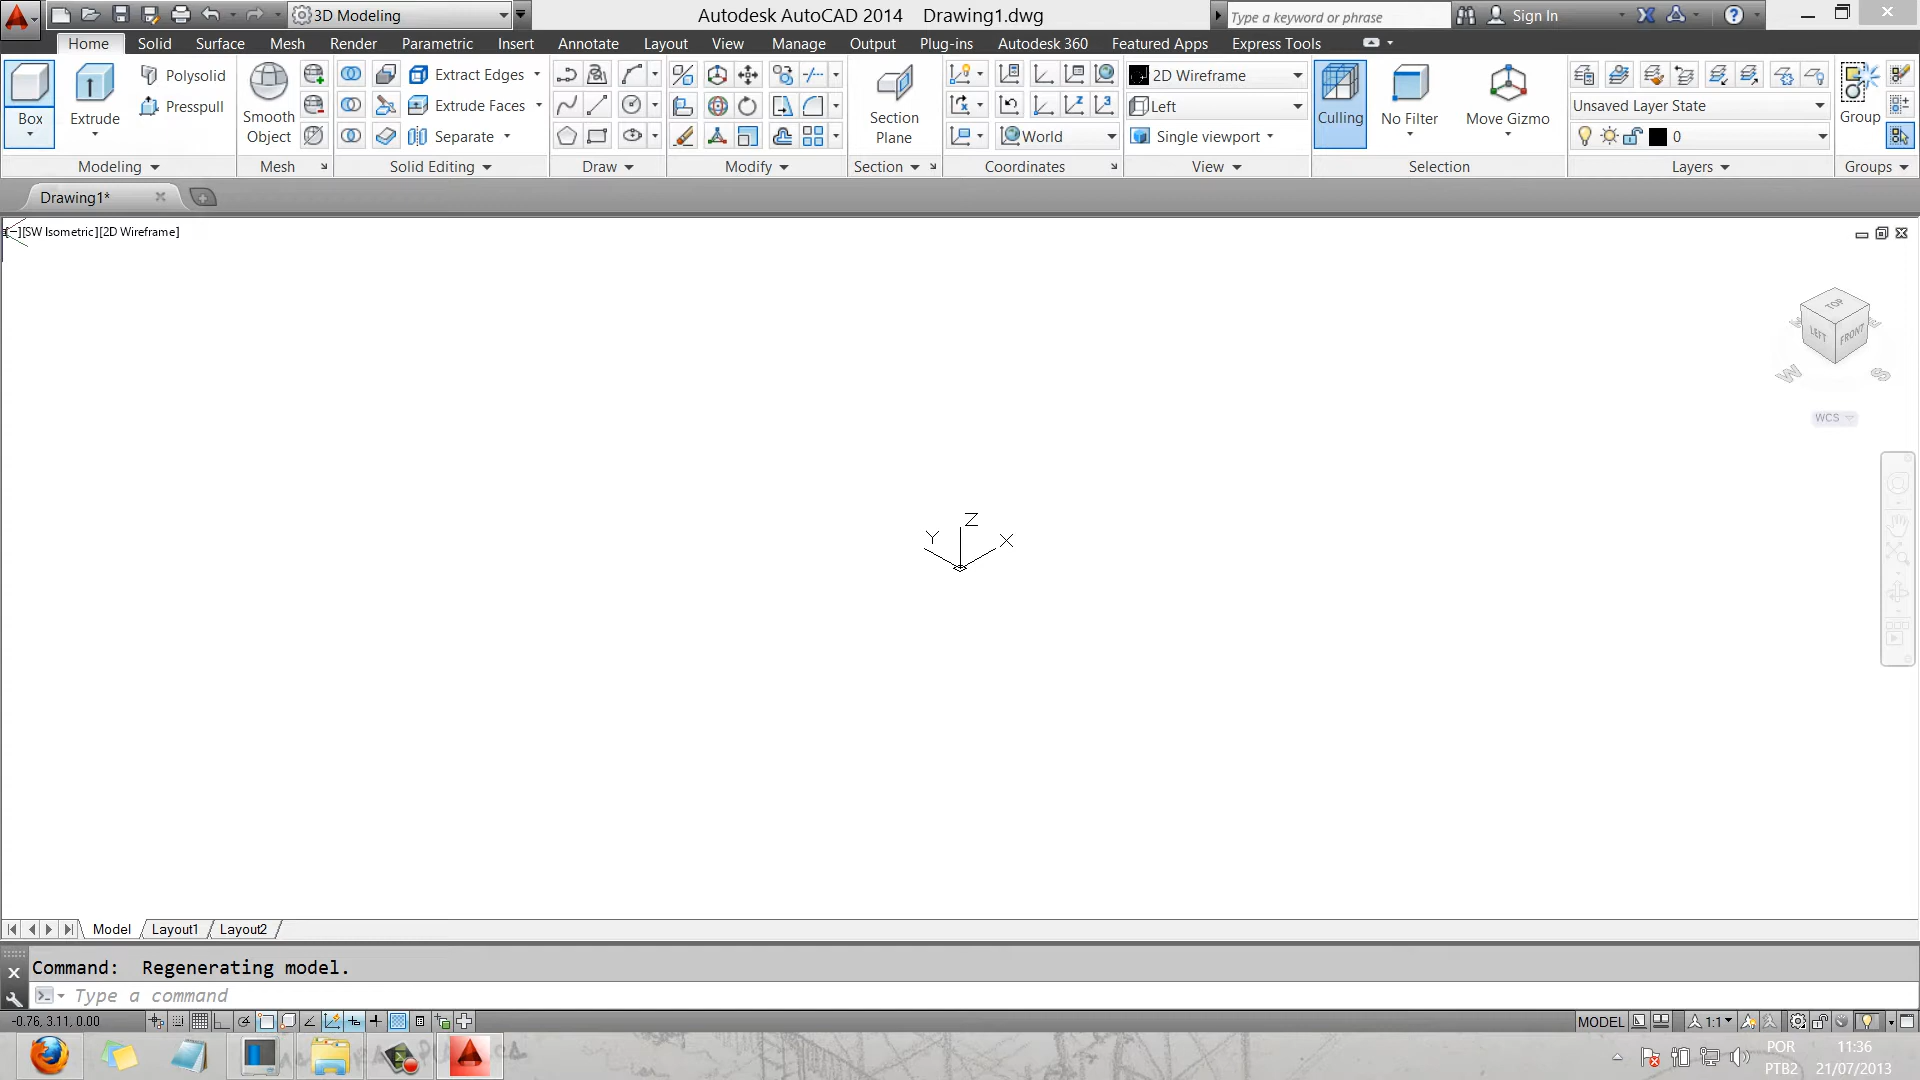 3D Modeling
Autodesk AutoCAD 2014 Drawing1.dwg
Type a keyword or phrase
Sign In
Home Solid Surface Mesh Render Parametric Insert Annotate Layout View Manage Output Plug-ins Autodesk 360 Featured Apps Express Tools
Box
Extrude
Polysolid
Presspull
Modeling
Smooth
Object
Mesh
Extract Edges
Extrude Faces
Separate
Solid Editing
Draw
Modify
Section
Plane
Section
World
Coordinates
2D Wireframe
Left
Single viewport
View
Culling
No Filter
Move Gizmo
Selection
Unsaved Layer State
0
Layers
Group
Groups
Drawing1*
[−][SW Isometric][2D Wireframe]
TOP
LEFT FRONT
W S
WCS
Z
Y X
Model Layout1 Layout2
Command: Regenerating model.
Type a command
-0.76, 3.11, 0.00
MODEL
1:1
POR 11:36
PTB2 21/07/2013